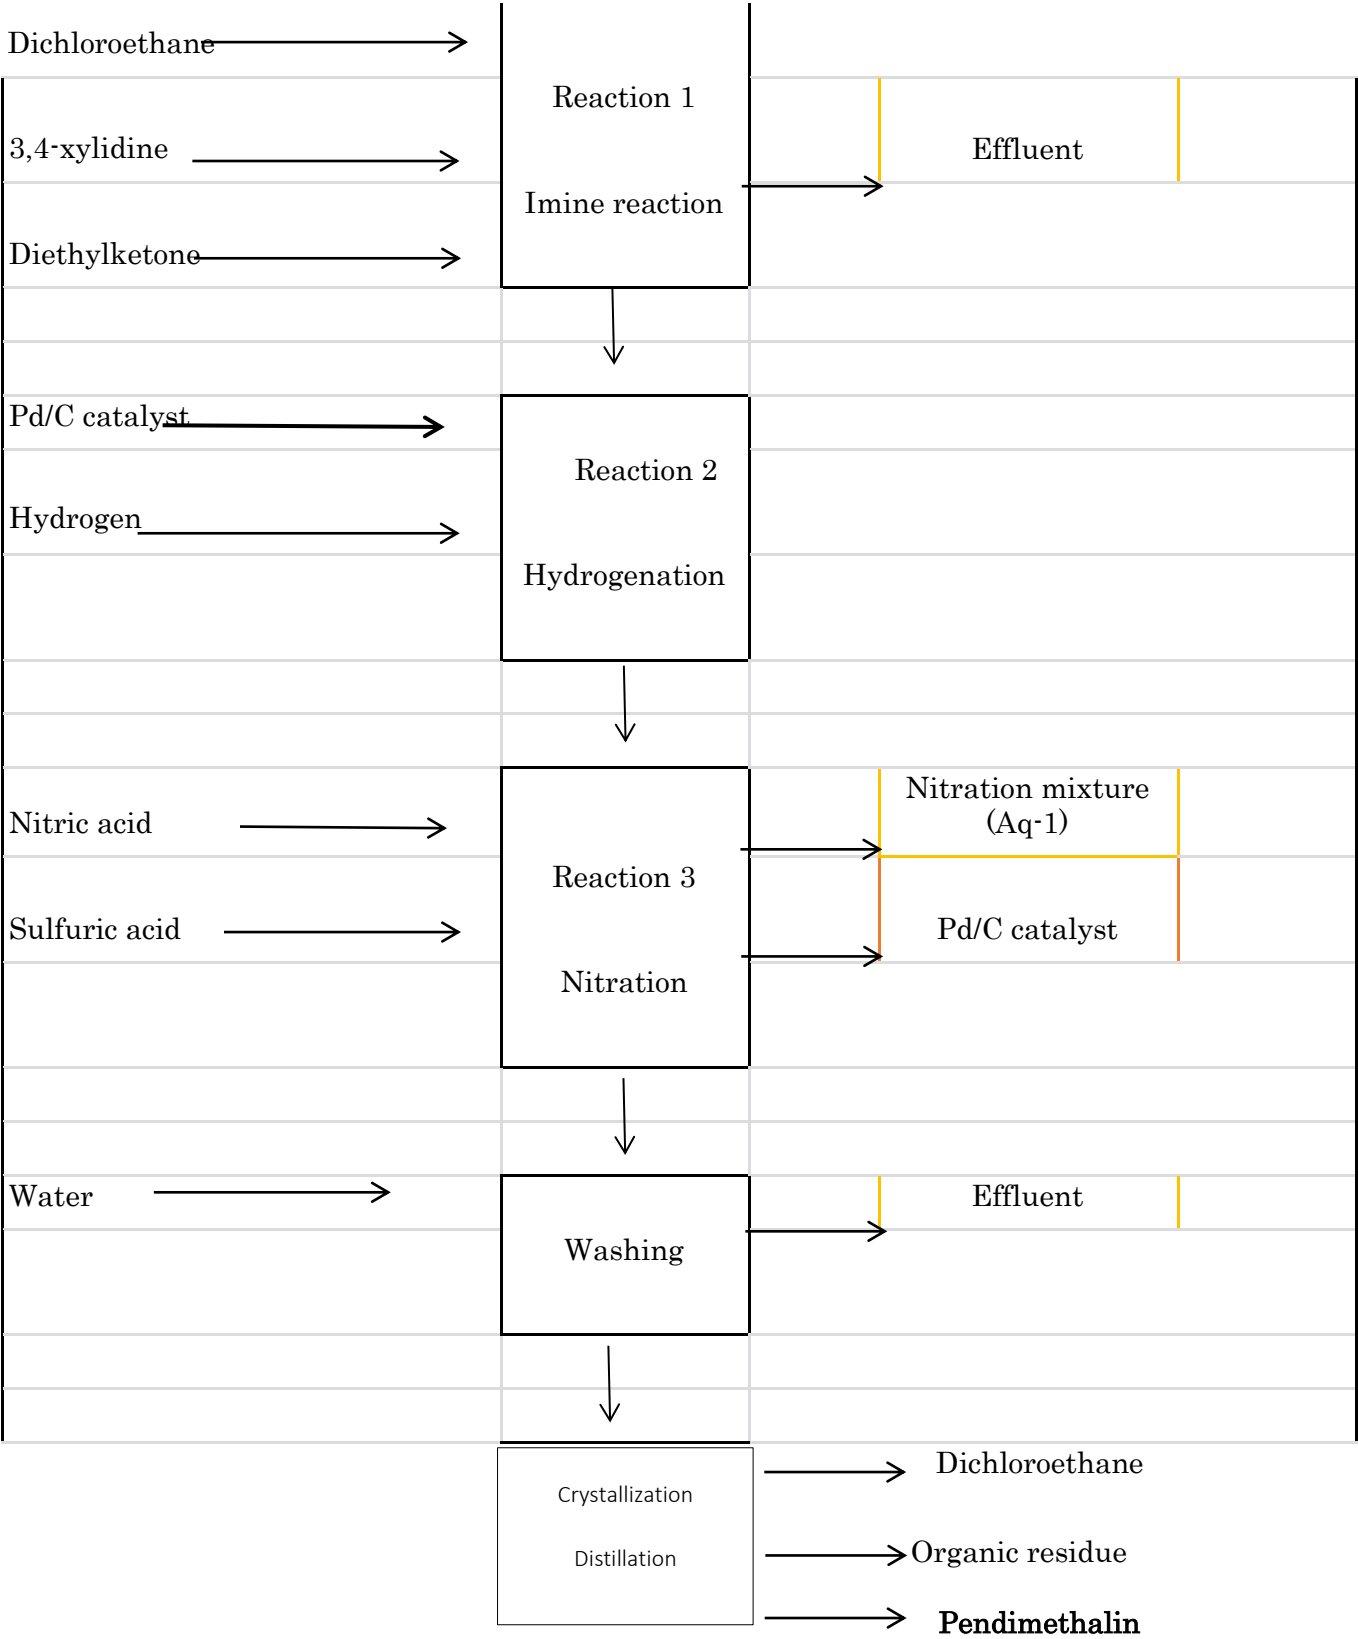 Dichloroethane
Reaction 1
3,4-xylidine
Effluent
Imine reaction
Diethylketone
Pd/C catalyst
Reaction 2
Hydrogen
Hydrogenation
Nitration mixture
(Aq-1)
Nitric acid
Reaction 3
Sulfuric acid
Pd/C catalyst
Nitration
Water
Effluent
Washing
Dichloroethane
Crystallization
Distillation
Organic residue
Pendimethalin